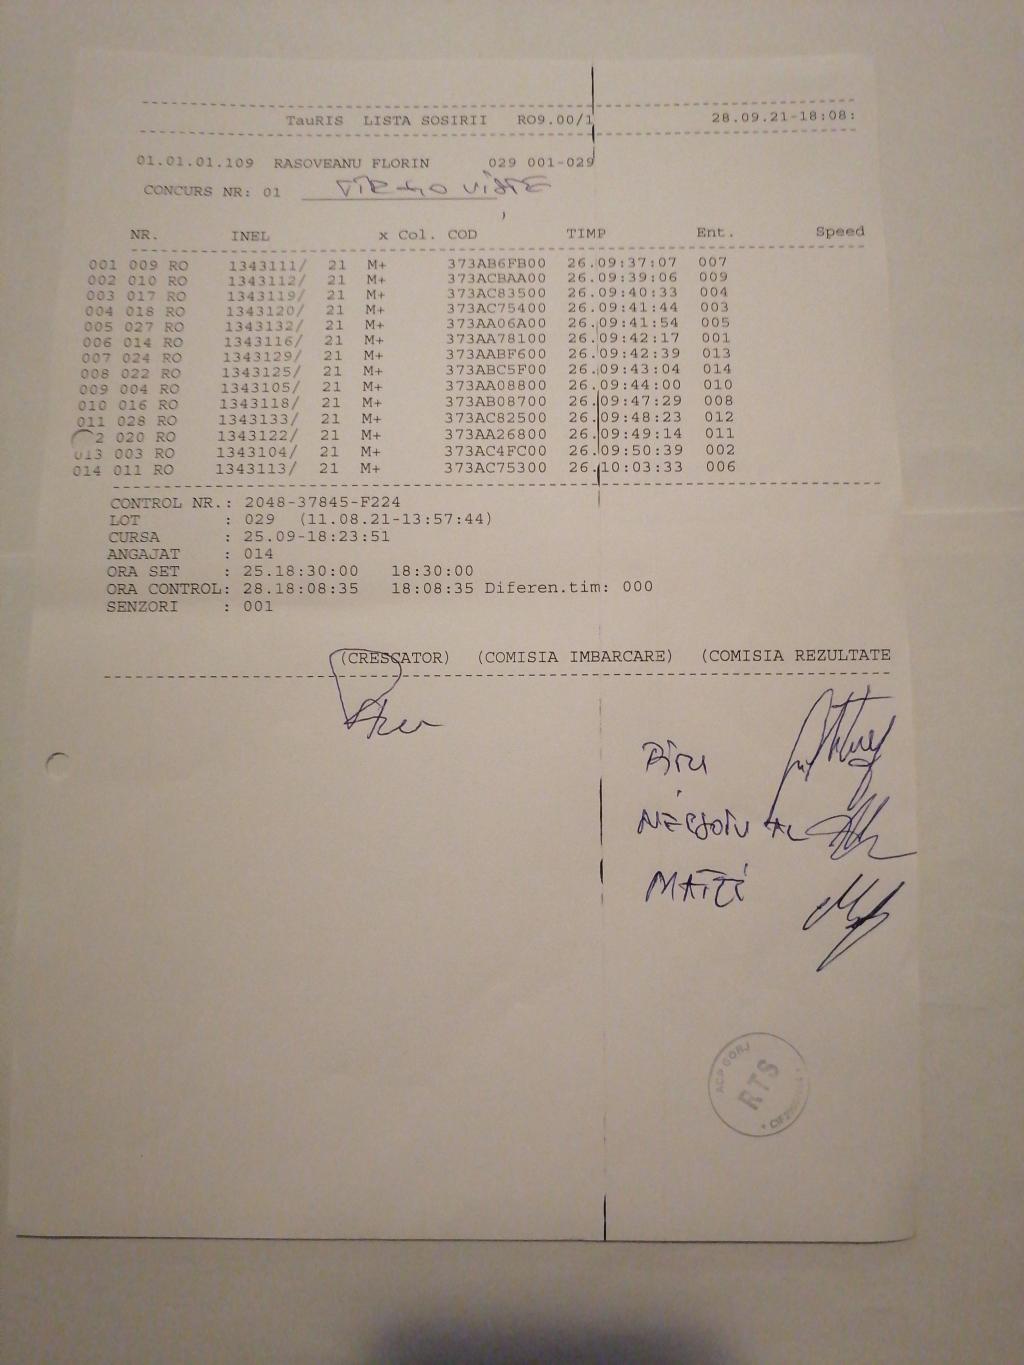 TauRIS LISTA SOSIRII RO9.00/1 28.09.21-18:08:
01.01.01.109 RASOVEANU FLORIN 029 001-029
CONCURS NR: 01 TIRGOVISTE
NR. INEL x Col. COD TIMP Ent. Speed
001 009 RO 1343111/ 21 M+ 373AB6FB00 26.09:37:07 007
002 010 RO 1343112/ 21 M+ 373ACBAA00 26.09:39:06 009
003 017 RO 1343119/ 21 M+ 373AC83500 26.09:40:33 004
004 018 RO 1343120/ 21 M+ 373AC75400 26.09:41:44 003
005 027 RO 1343132/ 21 M+ 373AA06A00 26.09:41:54 005
006 014 RO 1343116/ 21 M+ 373AA78100 26.09:42:17 001
007 024 RO 1343129/ 21 M+ 373AABF600 26.09:42:39 013
008 022 RO 1343125/ 21 M+ 373ABC5F00 26.09:43:04 014
009 004 RO 1343105/ 21 M+ 373AA08800 26.09:44:00 010
010 016 RO 1343118/ 21 M+ 373AB08700 26.09:47:29 008
011 028 RO 1343133/ 21 M+ 373AC82500 26.09:48:23 012
2 020 RO 1343122/ 21 M+ 373AA26800 26.09:49:14 011
013 003 RO 1343104/ 21 M+ 373AC4FC00 26.09:50:39 002
014 011 RO 1343113/ 21 M+ 373AC75300 26.10:03:33 006
CONTROL NR.: 2048-37845-F224
LOT : 029 (11.08.21-13:57:44)
CURSA : 25.09-18:23:51
ANGAJAT : 014
ORA SET : 25.18:30:00 18:30:00
ORA CONTROL: 28.18:08:35 18:08:35 Diferen.tim: 000
SENZORI : 001
(CRESCATOR) (COMISIA IMBARCARE) (COMISIA REZULTATE
ACP GORJ
RTS